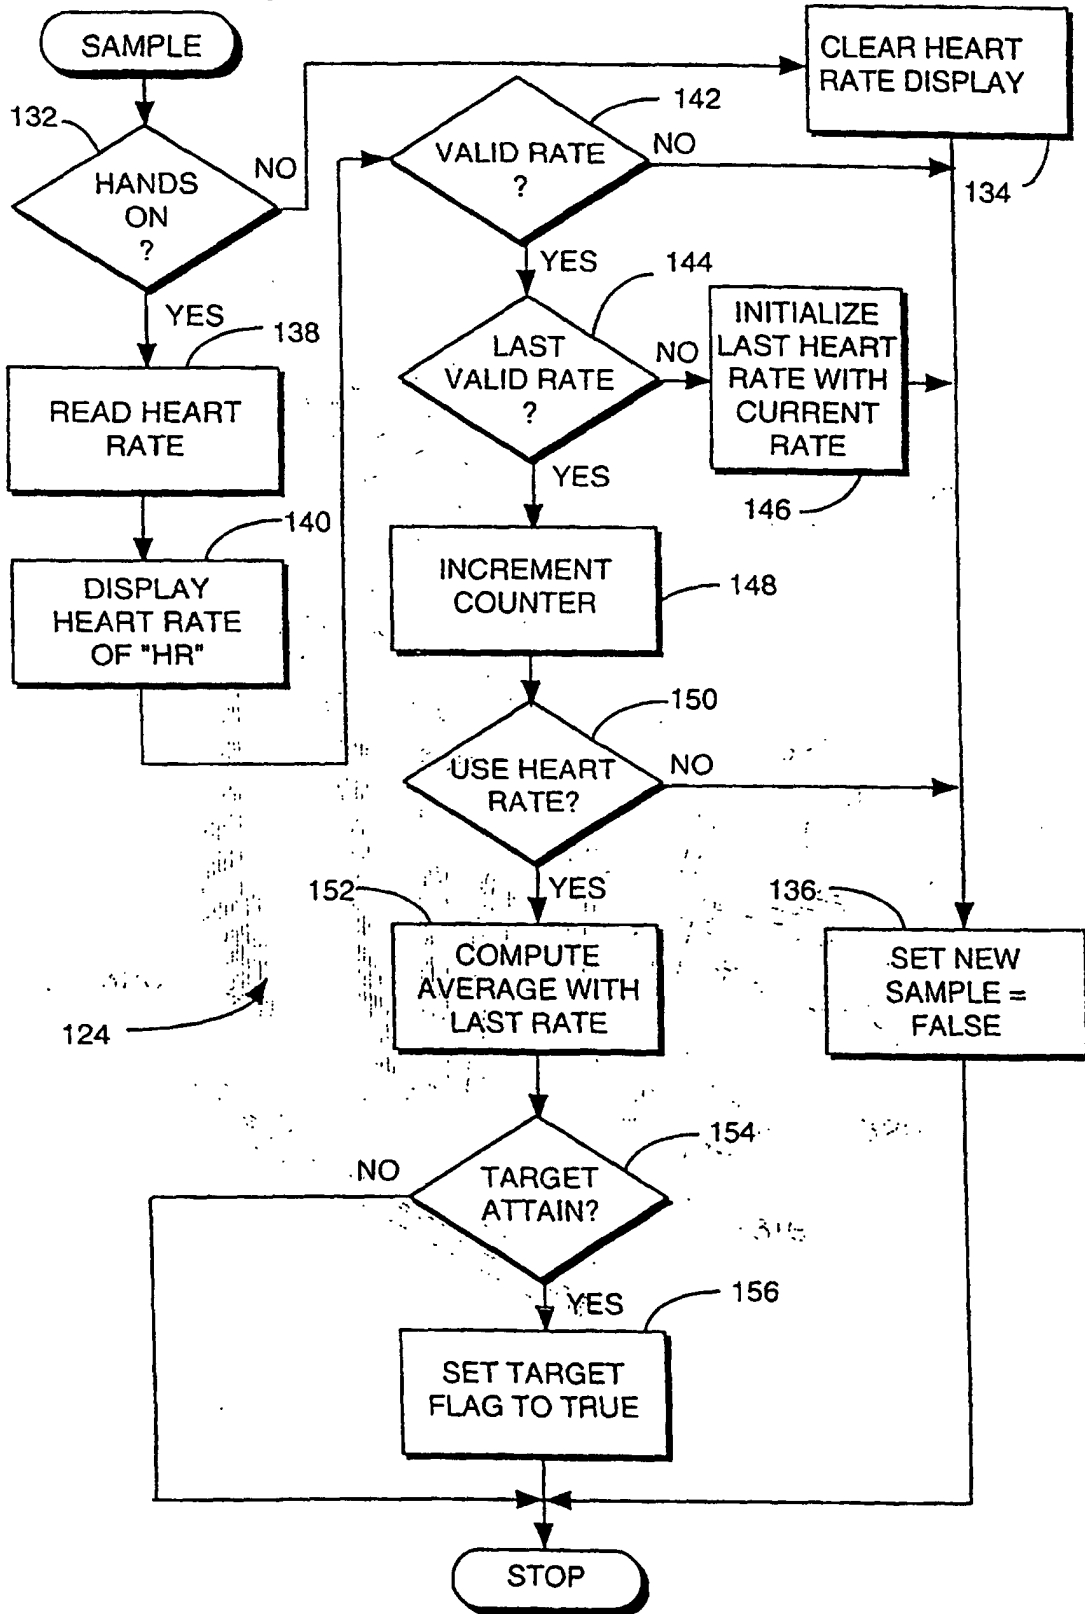 SAMPLE
132
HANDS
ON
?
NO
YES
138
READ HEART
RATE
140
DISPLAY
HEART RATE
OF "HR"
CLEAR HEART
RATE DISPLAY
134
142
VALID RATE
?
NO
YES
144
LAST
VALID RATE
?
NO
INITIALIZE
LAST HEART
RATE WITH
CURRENT
RATE
146
YES
INCREMENT
COUNTER
148
150
USE HEART
RATE?
NO
YES
152
COMPUTE
AVERAGE WITH
LAST RATE
136
SET NEW
SAMPLE =
FALSE
124
154
TARGET
ATTAIN?
NO
YES
156
SET TARGET
FLAG TO TRUE
STOP